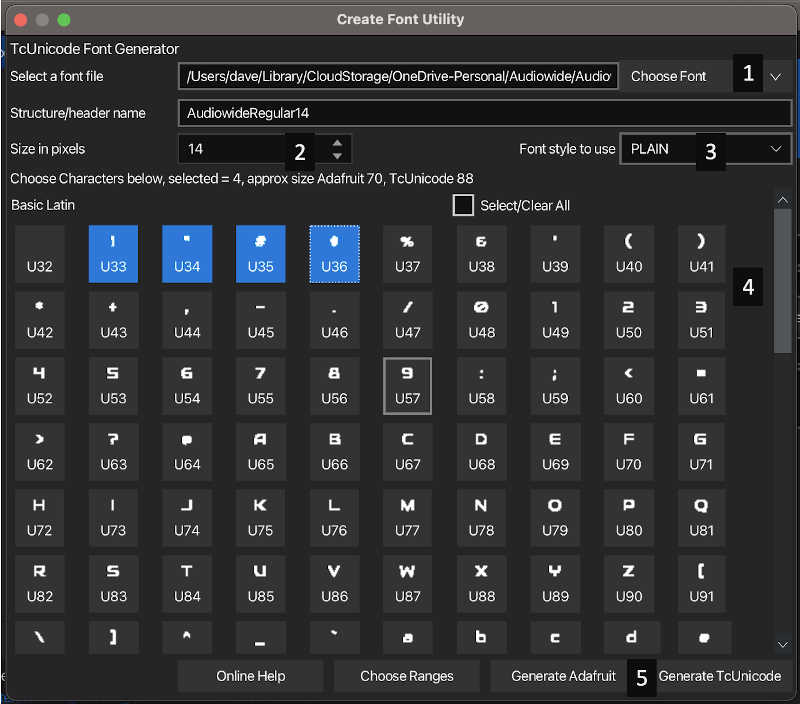 Create Font Utility
TcUnicode Font Generator
Select a font file /Users/dave/Library/CloudStorage/OneDrive-Personal/Audiowide/Audio Choose Font 1
Structure/header name AudiowideRegular14
Size in pixels 14 2 Font style to use PLAIN 3
Choose Characters below, selected = 4, approx size Adafruit 70, TcUnicode 88
Basic Latin Select/Clear All
! " # $ % & ' ( )
U32 U33 U34 U35 U36 U37 U38 U39 U40 U41
4
* + , - . / 0 1 2 3
U42 U43 U44 U45 U46 U47 U48 U49 U50 U51
4 5 6 7 8 9 : ; < =
U52 U53 U54 U55 U56 U57 U58 U59 U60 U61
> ? @ A B C D E F G
U62 U63 U64 U65 U66 U67 U68 U69 U70 U71
H I J K L M N O P Q
U72 U73 U74 U75 U76 U77 U78 U79 U80 U81
R S T U V W X Y Z [
U82 U83 U84 U85 U86 U87 U88 U89 U90 U91
\ ] ^ _ ` a b c d e
Online Help Choose Ranges Generate Adafruit 5 Generate TcUnicode